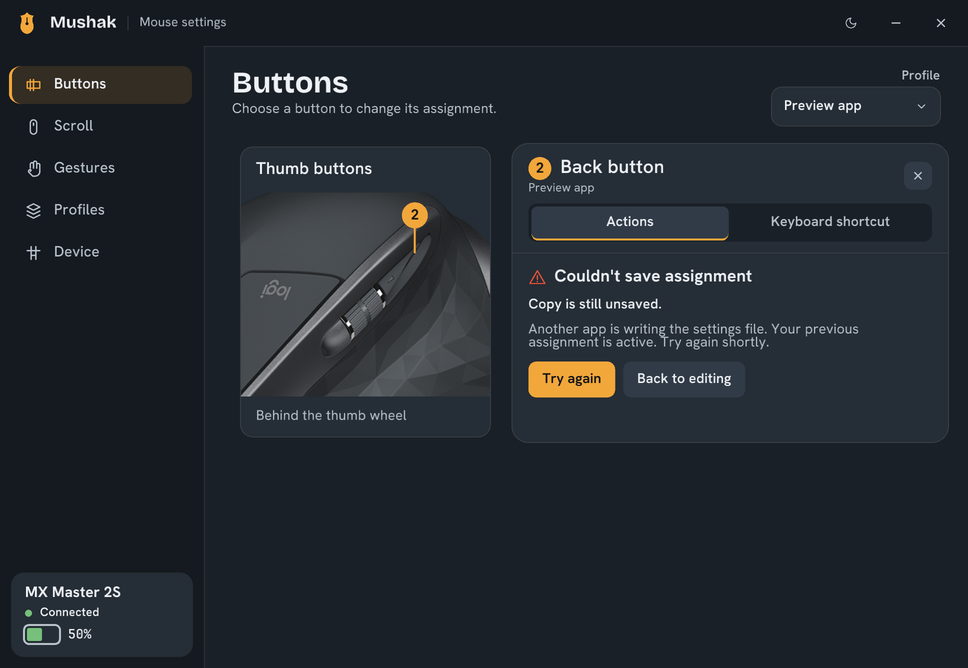 Mushak
Mouse settings
Buttons
Scroll
Gestures
Profiles
Device
MX Master 2S
Connected
50%
Buttons
Choose a button to change its assignment.
Profile
Preview app
Thumb buttons
2
logi
Behind the thumb wheel
2 Back button
Preview app
Actions
Keyboard shortcut
Couldn't save assignment
Copy is still unsaved.
Another app is writing the settings file. Your previous
assignment is active. Try again shortly.
Try again
Back to editing